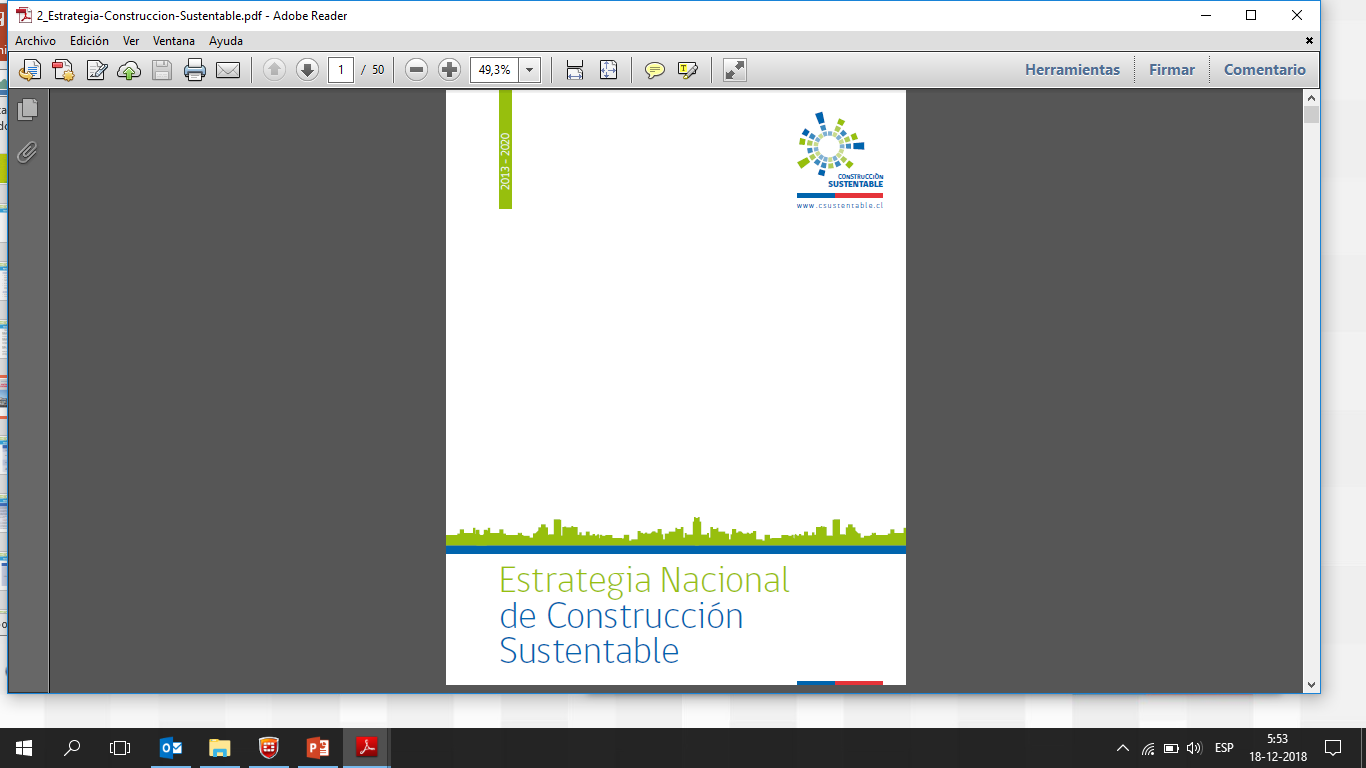 2_Estrategia-Construccion-Sustentable.pdf - Adobe Reader
Archivo Edición Ver Ventana Ayuda
1 / 50 49,3% Herramientas Firmar Comentario
2013 - 2020
CONSTRUCCIÓN
SUSTENTABLE
www.csustentable.cl
Estrategia Nacional
de Construcción
Sustentable
ESP
5:53
18-12-2018